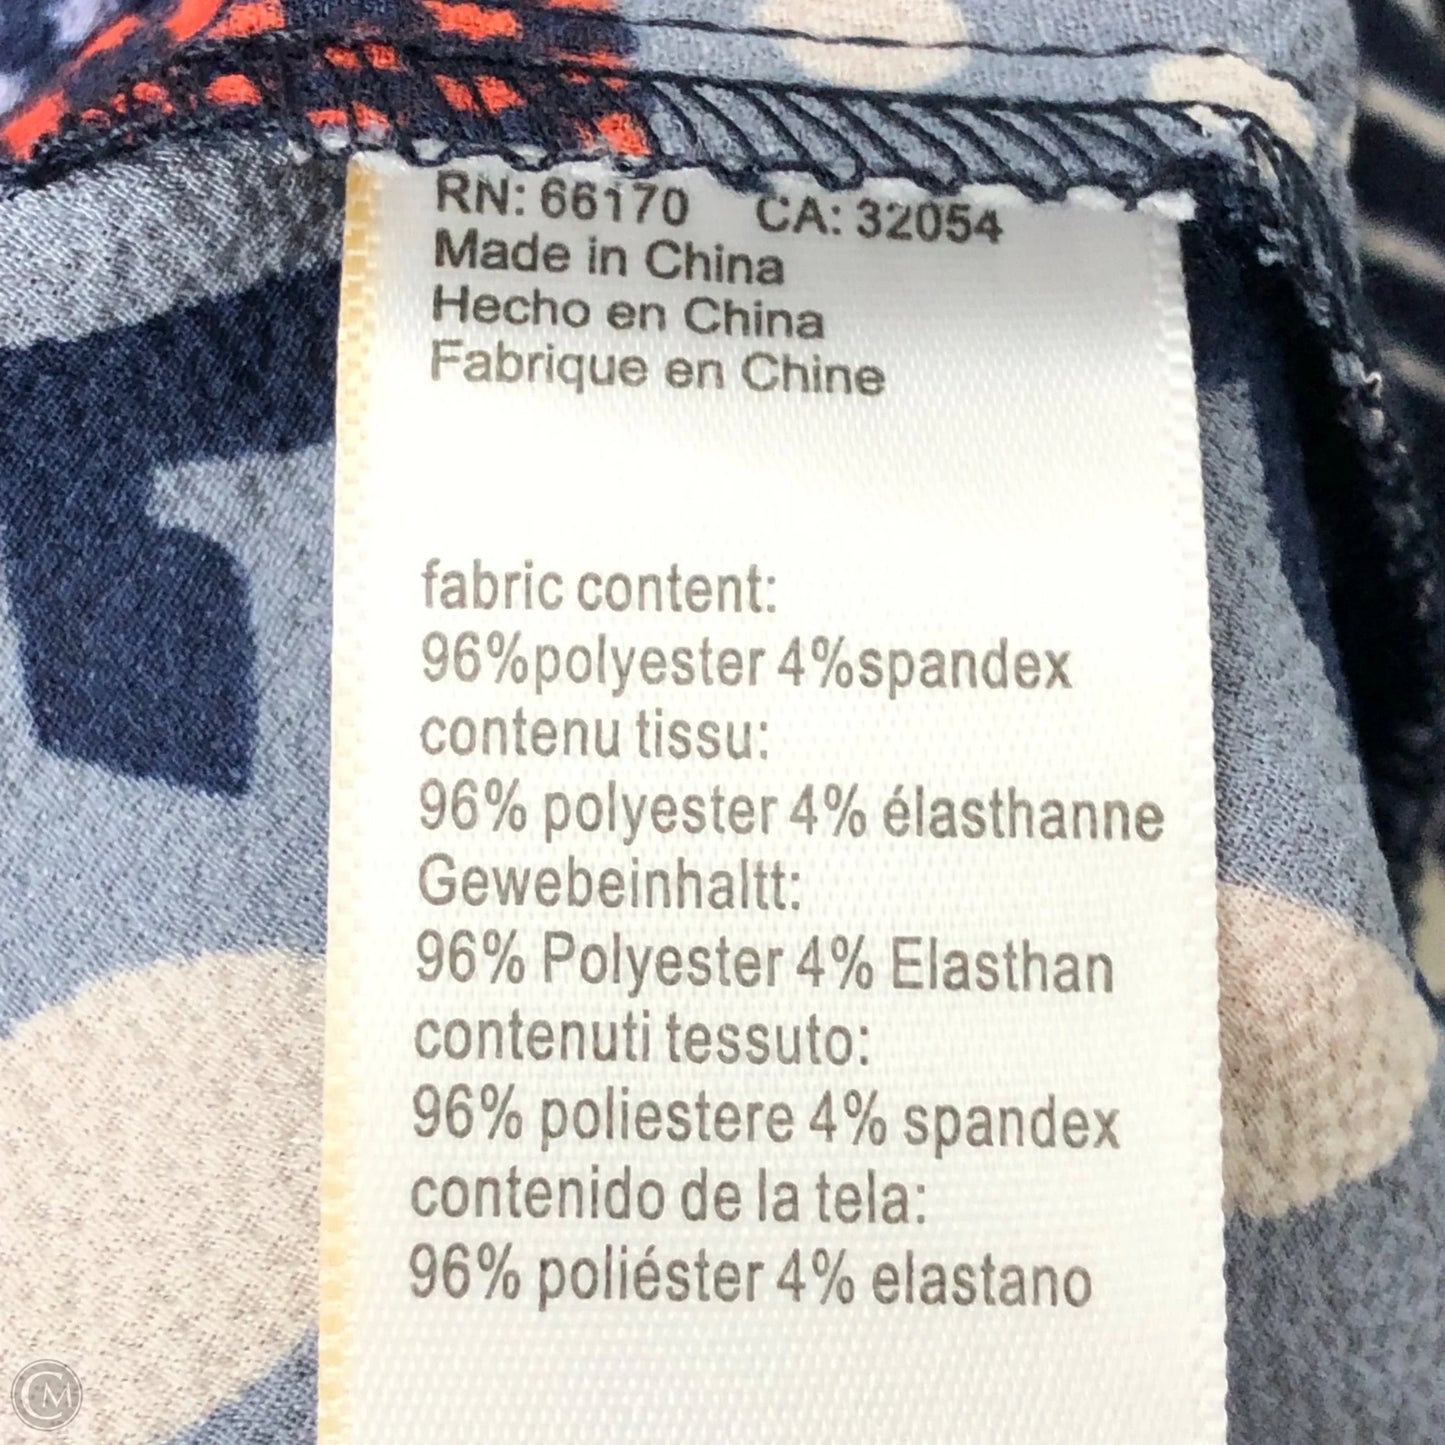 RN: 66170 CA: 32054
Made in China
Hecho en China
Fabrique en Chine
fabric content:
96%polyester 4%spandex
contenu tissu:
96% polyester 4% élasthanne
Gewebeinhaltt:
96% Polyester 4% Elasthan
contenuti tessuto:
96% poliestere 4% spandex
contenido de la tela:
96% poliéster 4% elastano
CM